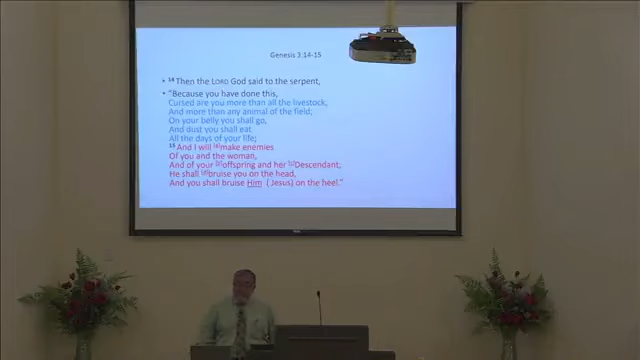 Genesis 3:14-15
• 14 Then the LORD God said to the serpent,
• "Because you have done this,
Cursed are you more than all the livestock,
And more than any animal of the field;
On your belly you shall go,
And dust you shall eat
All the days of your life;
15 And I will [e]make enemies
Of you and the woman,
And of your offspring and her Descendant;
He shall bruise you on the head,
And you shall bruise Him ( Jesus) on the heel."